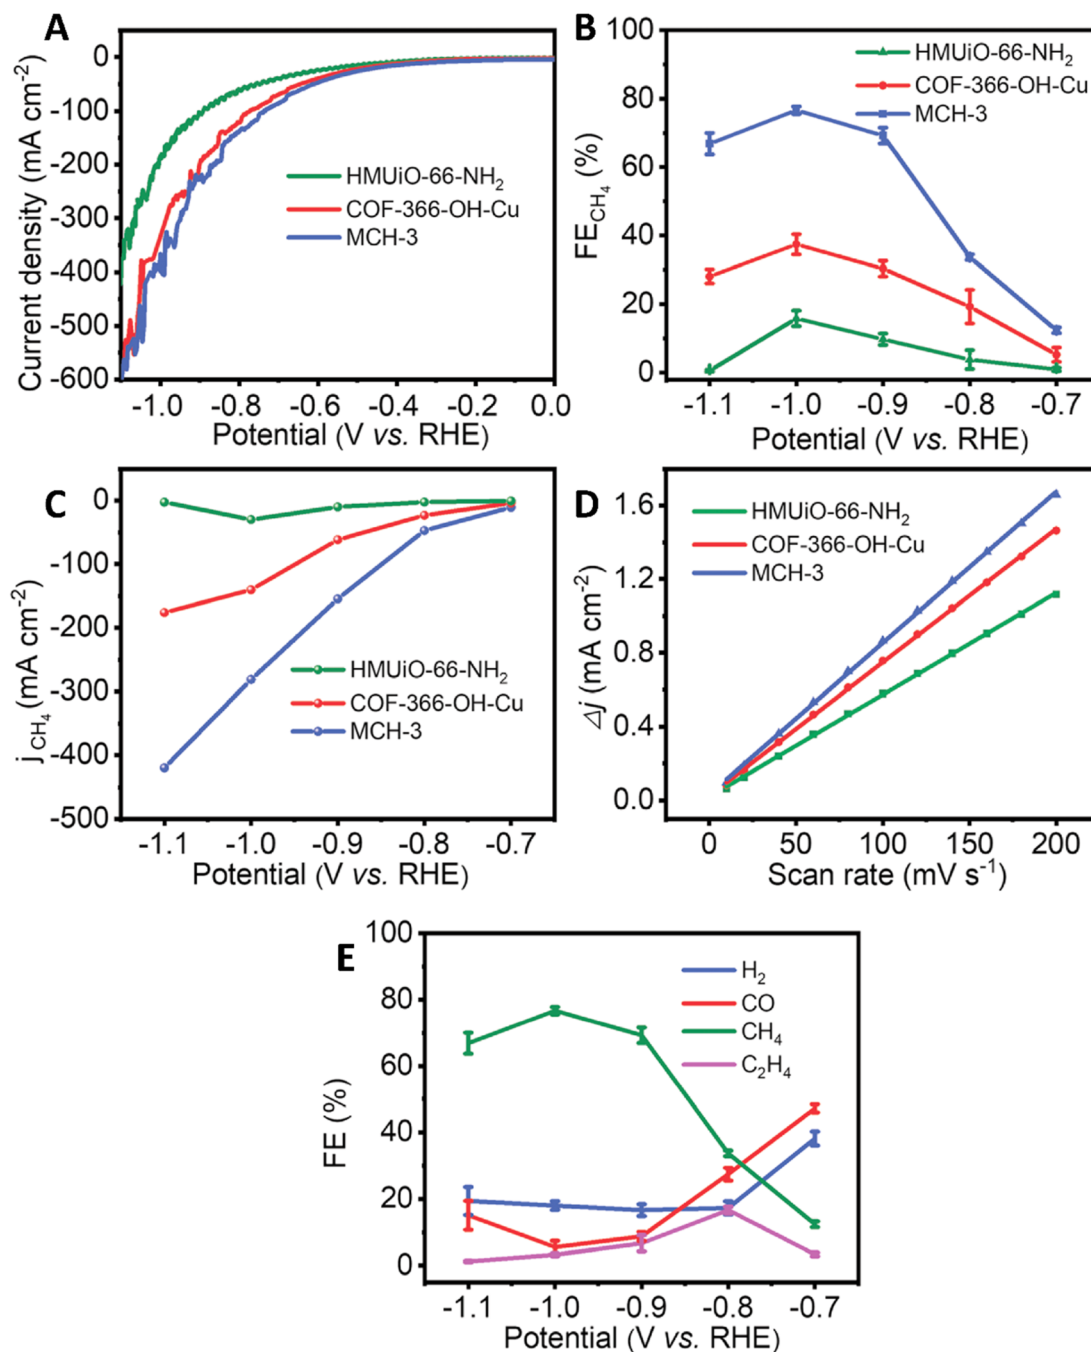 A
0
-100
-200
-300
-400
-500
-600
Current density (mA cm⁻²)
HMUiO-66-NH₂
COF-366-OH-Cu
MCH-3
-1.0 -0.8 -0.6 -0.4 -0.2 0.0
Potential (V vs. RHE)
B
100
80
60
40
20
0
FE_CH₄ (%)
HMUiO-66-NH₂
COF-366-OH-Cu
MCH-3
-1.1 -1.0 -0.9 -0.8 -0.7
Potential (V vs. RHE)
C
0
-100
-200
-300
-400
-500
j_CH₄ (mA cm⁻²)
HMUiO-66-NH₂
COF-366-OH-Cu
MCH-3
-1.1 -1.0 -0.9 -0.8 -0.7
Potential (V vs. RHE)
D
1.6
1.2
0.8
0.4
0.0
Δj (mA cm⁻²)
HMUiO-66-NH₂
COF-366-OH-Cu
MCH-3
0 50 100 150 200
Scan rate (mV s⁻¹)
E
100
80
60
40
20
0
FE (%)
H₂
CO
CH₄
C₂H₄
-1.1 -1.0 -0.9 -0.8 -0.7
Potential (V vs. RHE)